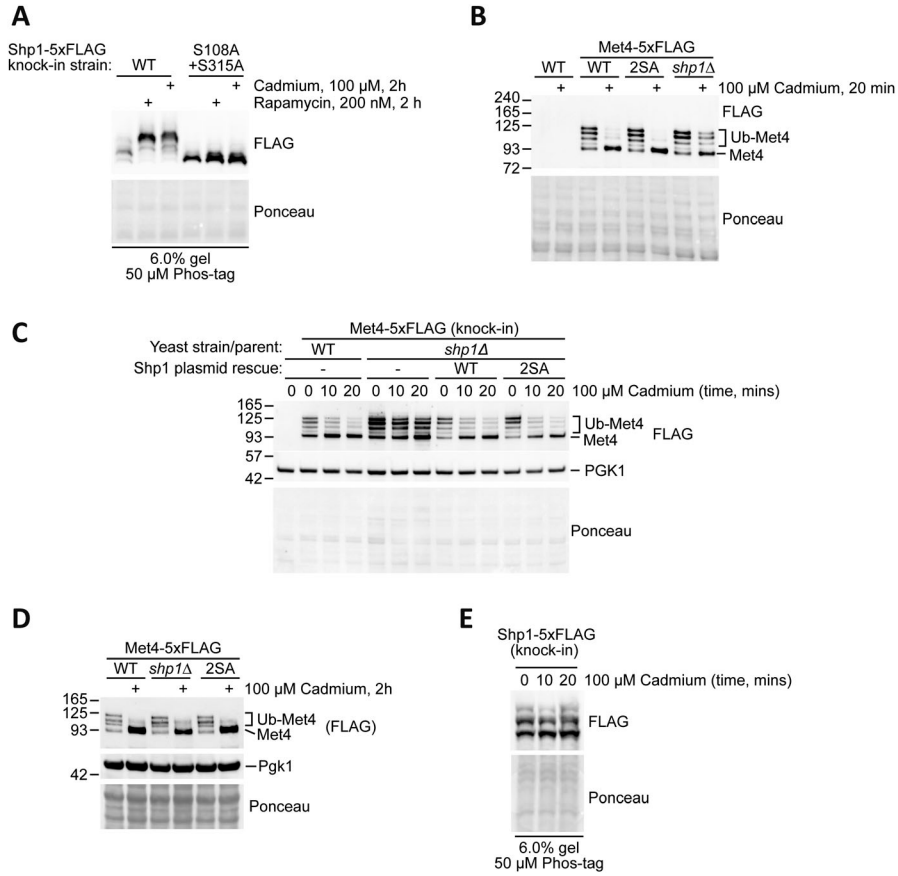 A
Shp1-5xFLAG
knock-in strain:
WT
S108A
+S315A
+ + Cadmium, 100 µM, 2h
+ + Rapamycin, 200 nM, 2 h
FLAG
Ponceau
6.0% gel
50 µM Phos-tag
B
Met4-5xFLAG
WT WT 2SA shp1Δ
+ + + + 100 µM Cadmium, 20 min
240
165
125
93
72
FLAG
Ub-Met4
Met4
Ponceau
C
Met4-5xFLAG (knock-in)
Yeast strain/parent: WT shp1Δ
Shp1 plasmid rescue: - - WT 2SA
0 0 10 20 0 10 20 0 10 20 0 10 20 100 µM Cadmium (time, mins)
165
125
93
57
42
Ub-Met4
Met4
FLAG
PGK1
Ponceau
D
Met4-5xFLAG
WT shp1Δ 2SA
+ + + 100 µM Cadmium, 2h
165
125
93
42
Ub-Met4
Met4
(FLAG)
Pgk1
Ponceau
E
Shp1-5xFLAG
(knock-in)
0 10 20 100 µM Cadmium (time, mins)
FLAG
Ponceau
6.0% gel
50 µM Phos-tag